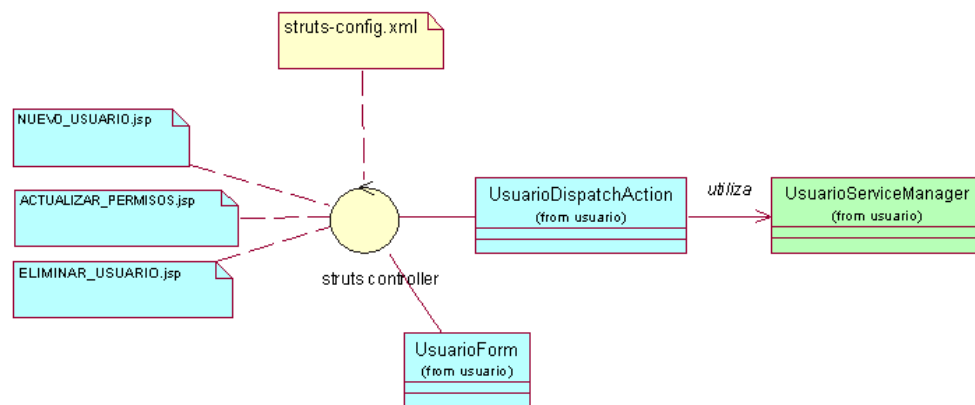 struts-config.xml
NUEVO_USUARIO.jsp
ACTUALIZAR_PERMISOS.jsp
ELIMINAR_USUARIO.jsp
struts controller
UsuarioDispatchAction
(from usuario)
utiliza
UsuarioServiceManager
(from usuario)
UsuarioForm
(from usuario)